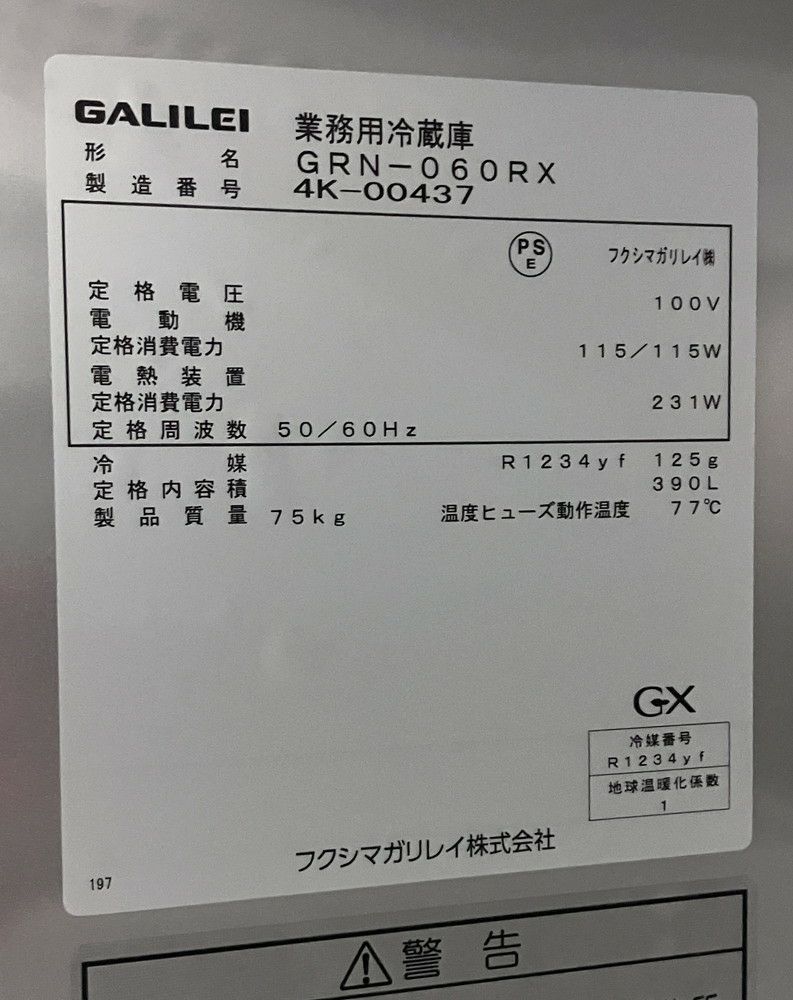 GALILEI 業務用冷蔵庫
形名 GRN-060RX
製造番号 4K-00437
PS E フクシマガリレイ㈱
定格電圧 100V
電動機
定格消費電力 115/115W
電熱装置
定格消費電力 231W
定格周波数 50/60Hz
冷媒 R1234yf 125g
定格内容積 390L
製品質量 75kg 温度ヒューズ動作温度 77℃
GX
冷媒番号
R1234yf
地球温暖化係数
1
フクシマガリレイ株式会社
197
警告